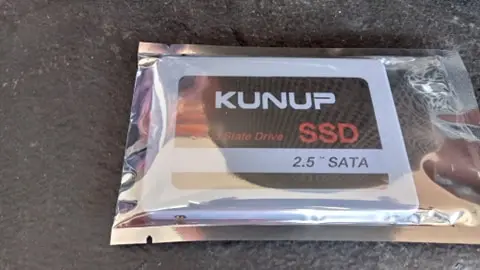 KUNUP
State Drive SSD
2.5" SATA